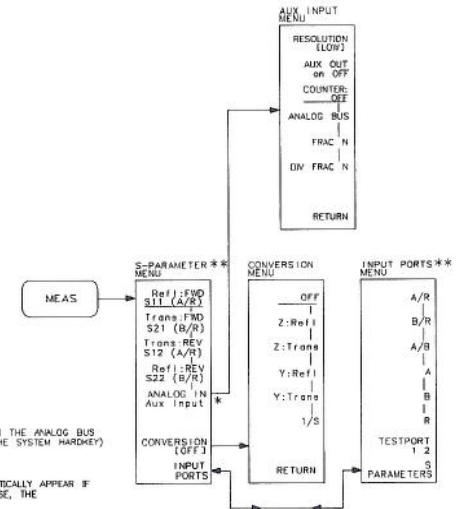 AUX INPUT
MENU
RESOLUTION
[LOW]
AUX OUT
on OFF
COUNTER:
OFF
ANALOG BUS
FRAC N
DIV FRAC N
RETURN
MEAS
S-PARAMETER **
MENU
Refl:FWD
S11 (A/R)
Trans:FWD
S21 (B/R)
Trans:REV
S12 (A/R)
Refl:REV
S22 (B/R)
ANALOG IN
Aux Input *
CONVERSION
[OFF]
INPUT
PORTS
CONVERSION
MENU
OFF
Z:Refl
Z:Trans
Y:Refl
Y:Trans
1/S
RETURN
INPUT PORTS **
MENU
A/R
B/R
A/B
A
B
R
TESTPORT
1 2
S
PARAMETERS
THE ANALOG BUS
SYSTEM HARDKEY)
APPEAR IF
THE